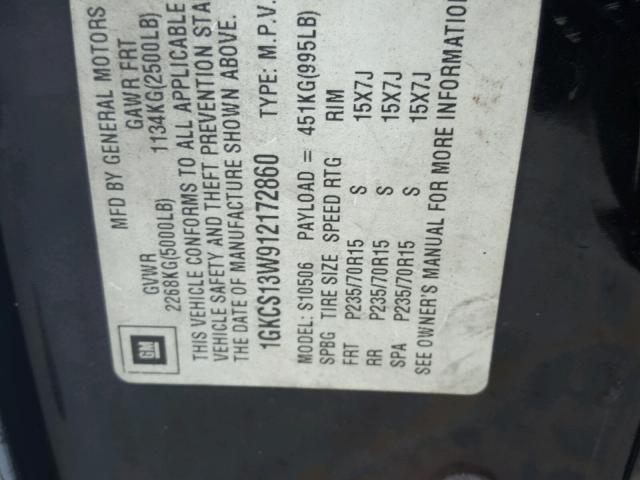 MFD BY GENERAL MOTORS
GVWR GAWR FRT
2268KG(5000LB) 1134KG(2500LB)
THIS VEHICLE CONFORMS TO ALL APPLICABLE
VEHICLE SAFETY AND THEFT PREVENTION STA
THE DATE OF MANUFACTURE SHOWN ABOVE.
GM
1GKCS13W912172860 TYPE: M.P.V.
MODEL: S10506 PAYLOAD = 451KG(995LB)
SPBG TIRE SIZE SPEED RTG RIM
FRT P235/70R15 S 15X7J
RR P235/70R15 S 15X7J
SPA P235/70R15 S 15X7J
SEE OWNER'S MANUAL FOR MORE INFORMATION